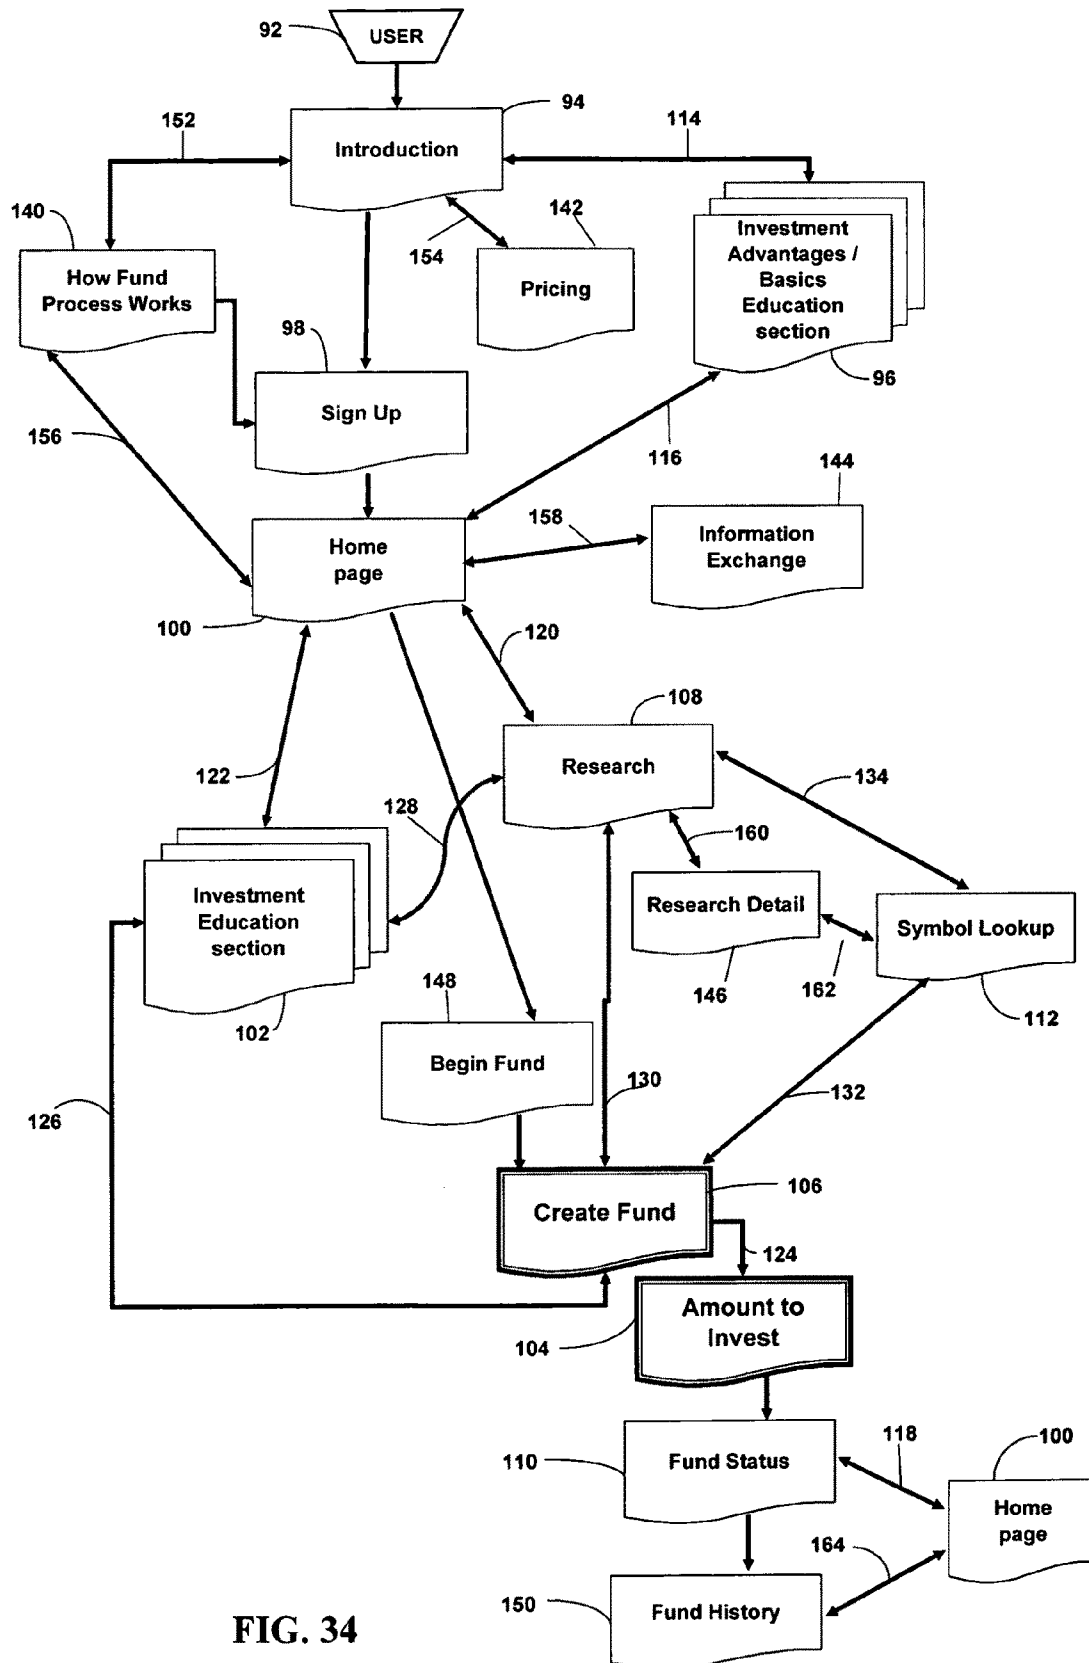 92
USER
94
152
114
Introduction
140
142
154
How Fund
Process Works
Pricing
Investment
Advantages /
Basics
Education
section
98
96
Sign Up
156
116
144
158
Home
page
Information
Exchange
100
120
108
Research
122
128
134
160
Investment
Education
section
Research Detail
Symbol Lookup
148
146
162
102
112
Begin Fund
126
130
132
106
Create Fund
124
Amount to
Invest
104
118
100
110
Fund Status
Home
page
164
150
Fund History
FIG. 34